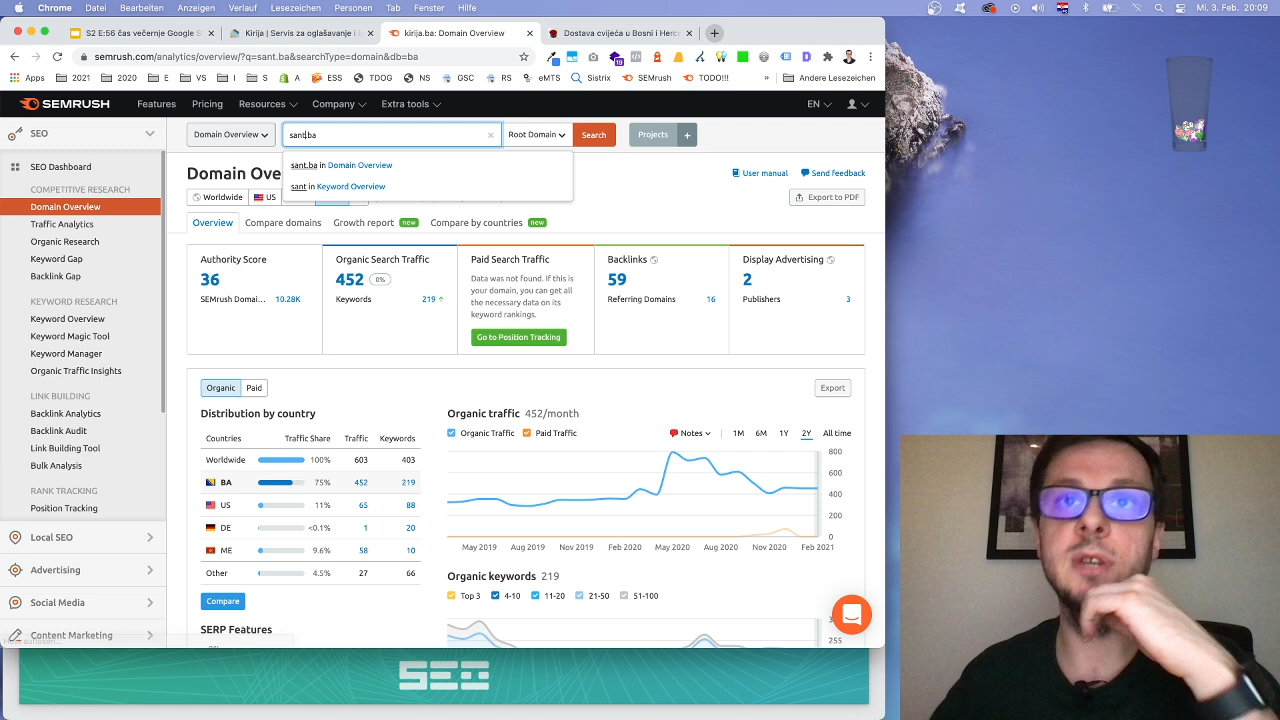 Chrome Datei Bearbeiten Anzeigen Verlauf Lesezeichen Personen Tab Fenster Hilfe Mi. 3. Feb. 20:09
S2 E:56 čas večernje Google S
Kirija | Servis za oglašavanje i
kirija.ba: Domain Overview
Dostava cvijeća u Bosni i Herce
semrush.com/analytics/overview/?q=sant.ba&searchType=domain&db=ba
19
Apps 2021 2020 E VS I S A ESS TDOG NS GSC RS eMTS Sistrix SEMrush TODO!!! » Andere Lesezeichen
SEMRUSH Features Pricing Resources Company Extra tools EN
SEO
Domain Overview sant.ba Root Domain Search Projects +
sant.ba in Domain Overview
sant in Keyword Overview
SEO Dashboard
COMPETITIVE RESEARCH
Domain Overview
Traffic Analytics
Organic Research
Keyword Gap
Backlink Gap
KEYWORD RESEARCH
Keyword Overview
Keyword Magic Tool
Keyword Manager
Organic Traffic Insights
LINK BUILDING
Backlink Analytics
Backlink Audit
Link Building Tool
Bulk Analysis
RANK TRACKING
Position Tracking
Local SEO
Advertising
Social Media
Content Marketing
Domain Ove
User manual Send feedback
Worldwide US
Export to PDF
Overview Compare domains Growth report new Compare by countries new
Authority Score
36
SEMrush Domai... 10.28K
Organic Search Traffic
452 0%
Keywords 219 ↑
Paid Search Traffic
Data was not found. If this is
your domain, you can get all
the necessary data on its
keyword rankings.
Go to Position Tracking
Backlinks
59
Referring Domains 16
Display Advertising
2
Publishers 3
Organic Paid
Export
Distribution by country
Countries Traffic Share Traffic Keywords
Worldwide 100% 603 403
BA 75% 452 219
US 11% 65 88
DE <0.1% 1 20
ME 9.6% 58 10
Other 4.5% 27 66
Compare
SERP Features
Organic traffic 452/month
Organic Traffic Paid Traffic Notes 1M 6M 1Y 2Y All time
800
600
400
200
0
May 2019 Aug 2019 Nov 2019 Feb 2020 May 2020 Aug 2020 Nov 2020 Feb 2021
Organic keywords 219
Top 3 4-10 11-20 21-50 51-100
255
SEO